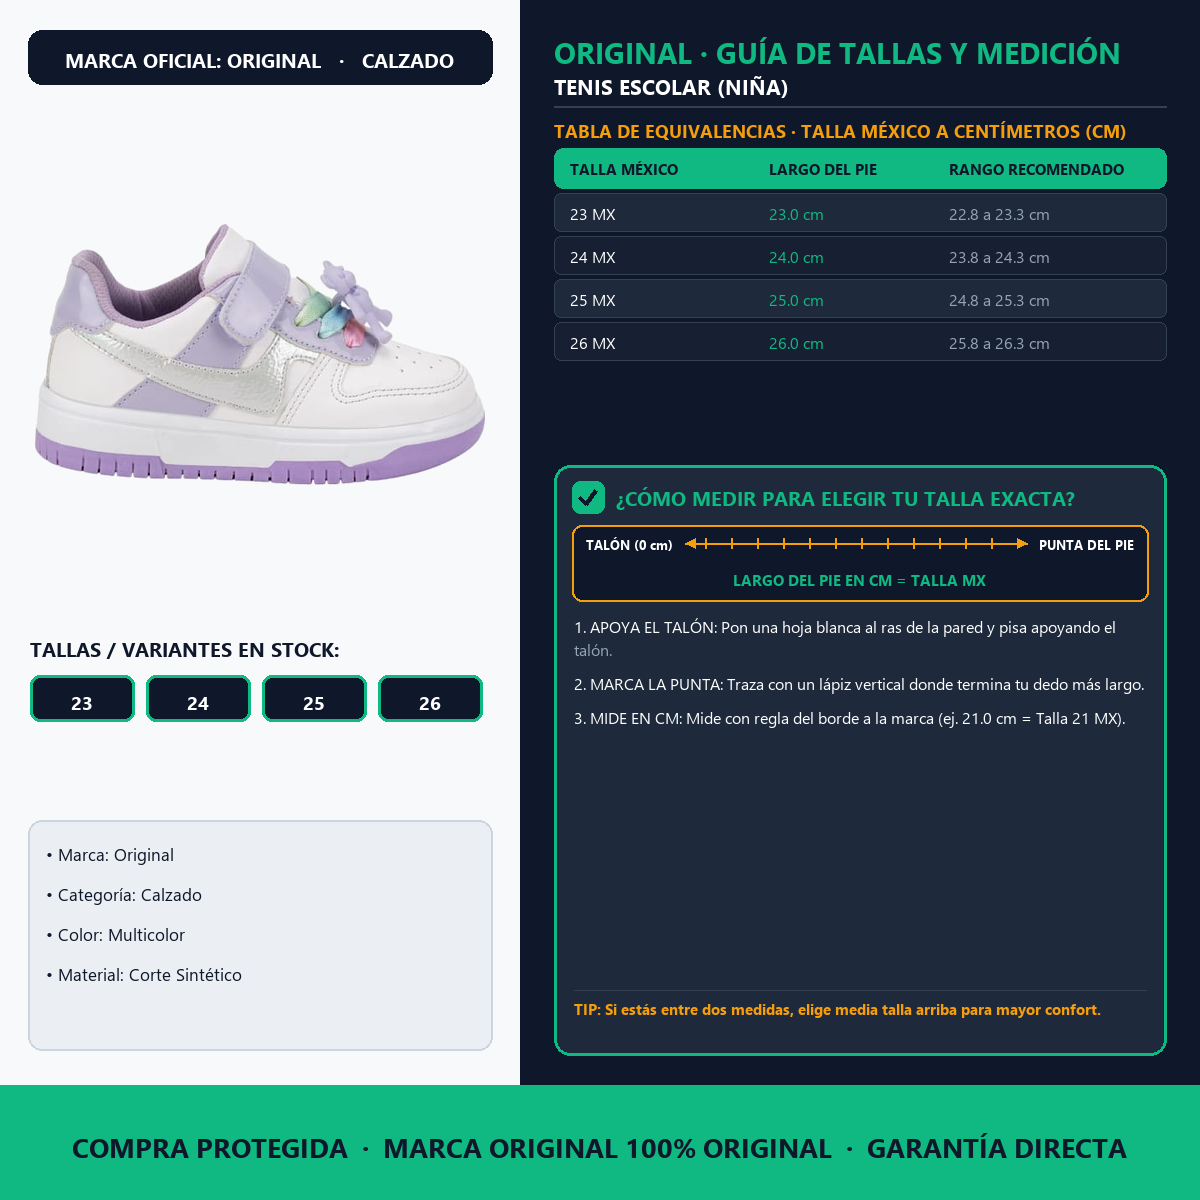 MARCA OFICIAL: ORIGINAL · CALZADO
TALLAS / VARIANTES EN STOCK:
23 24 25 26
• Marca: Original
• Categoría: Calzado
• Color: Multicolor
• Material: Corte Sintético
ORIGINAL · GUÍA DE TALLAS Y MEDICIÓN
TENIS ESCOLAR (NIÑA)
TABLA DE EQUIVALENCIAS · TALLA MÉXICO A CENTÍMETROS (CM)
TALLA MÉXICO LARGO DEL PIE RANGO RECOMENDADO
23 MX 23.0 cm 22.8 a 23.3 cm
24 MX 24.0 cm 23.8 a 24.3 cm
25 MX 25.0 cm 24.8 a 25.3 cm
26 MX 26.0 cm 25.8 a 26.3 cm
¿CÓMO MEDIR PARA ELEGIR TU TALLA EXACTA?
TALÓN (0 cm) PUNTA DEL PIE
LARGO DEL PIE EN CM = TALLA MX
1. APOYA EL TALÓN: Pon una hoja blanca al ras de la pared y pisa apoyando el
talón.
2. MARCA LA PUNTA: Traza con un lápiz vertical donde termina tu dedo más largo.
3. MIDE EN CM: Mide con regla del borde a la marca (ej. 21.0 cm = Talla 21 MX).
TIP: Si estás entre dos medidas, elige media talla arriba para mayor confort.
COMPRA PROTEGIDA · MARCA ORIGINAL 100% ORIGINAL · GARANTÍA DIRECTA